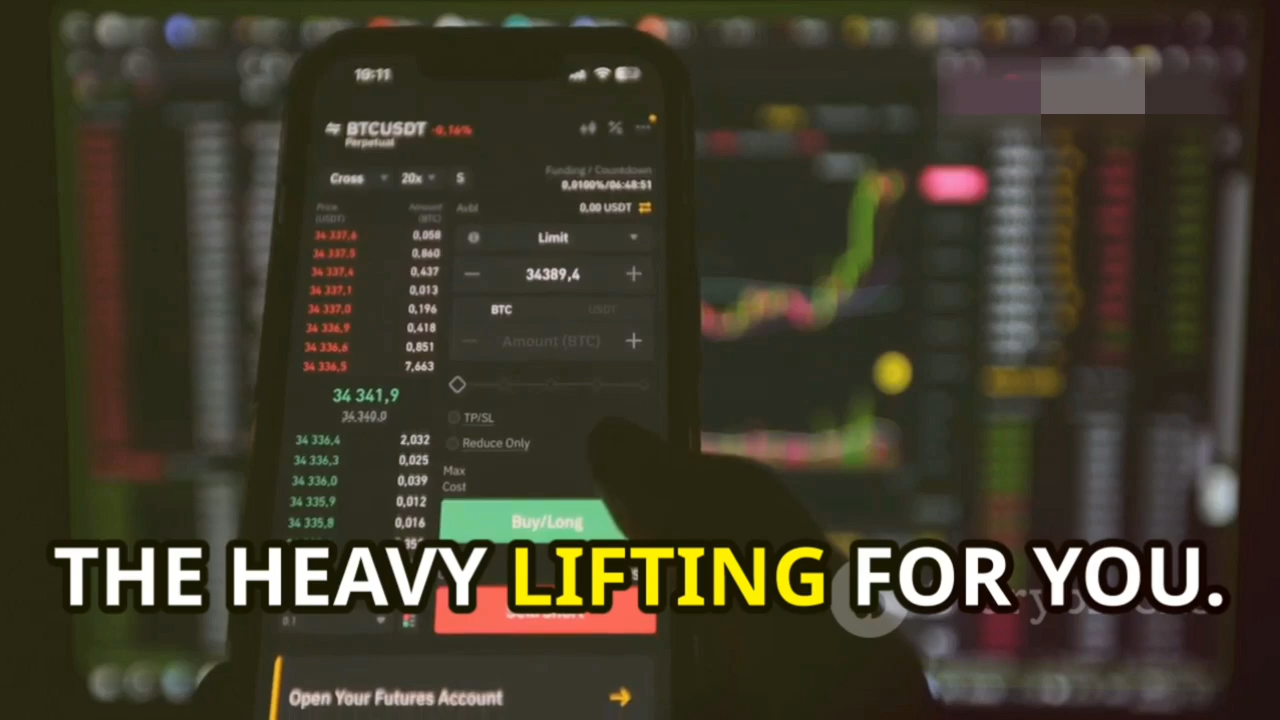 10:11
BTCUSDT -0,16%
Perpetual
Cross 20x S
Funding / Countdown
0,0100%/06:48:51
Price (USDT)
Amount (BTC)
Avbl 0,00 USDT
34 337,6 0,058
34 337,5 0,860
34 337,4 0,437
34 337,1 0,013
34 337,0 0,196
34 336,9 0,418
34 336,6 0,851
34 336,5 7,663
34 341,9
34.340,0
34 336,4 2,032
34 336,3 0,025
34 336,0 0,039
34 335,9 0,012
34 335,8 0,016
Limit
34389,4
BTC USDT
Amount (BTC)
TP/SL
Reduce Only
Max
Cost
Buy/Long
THE HEAVY LIFTING FOR YOU.
0.1
Open Your Futures Account